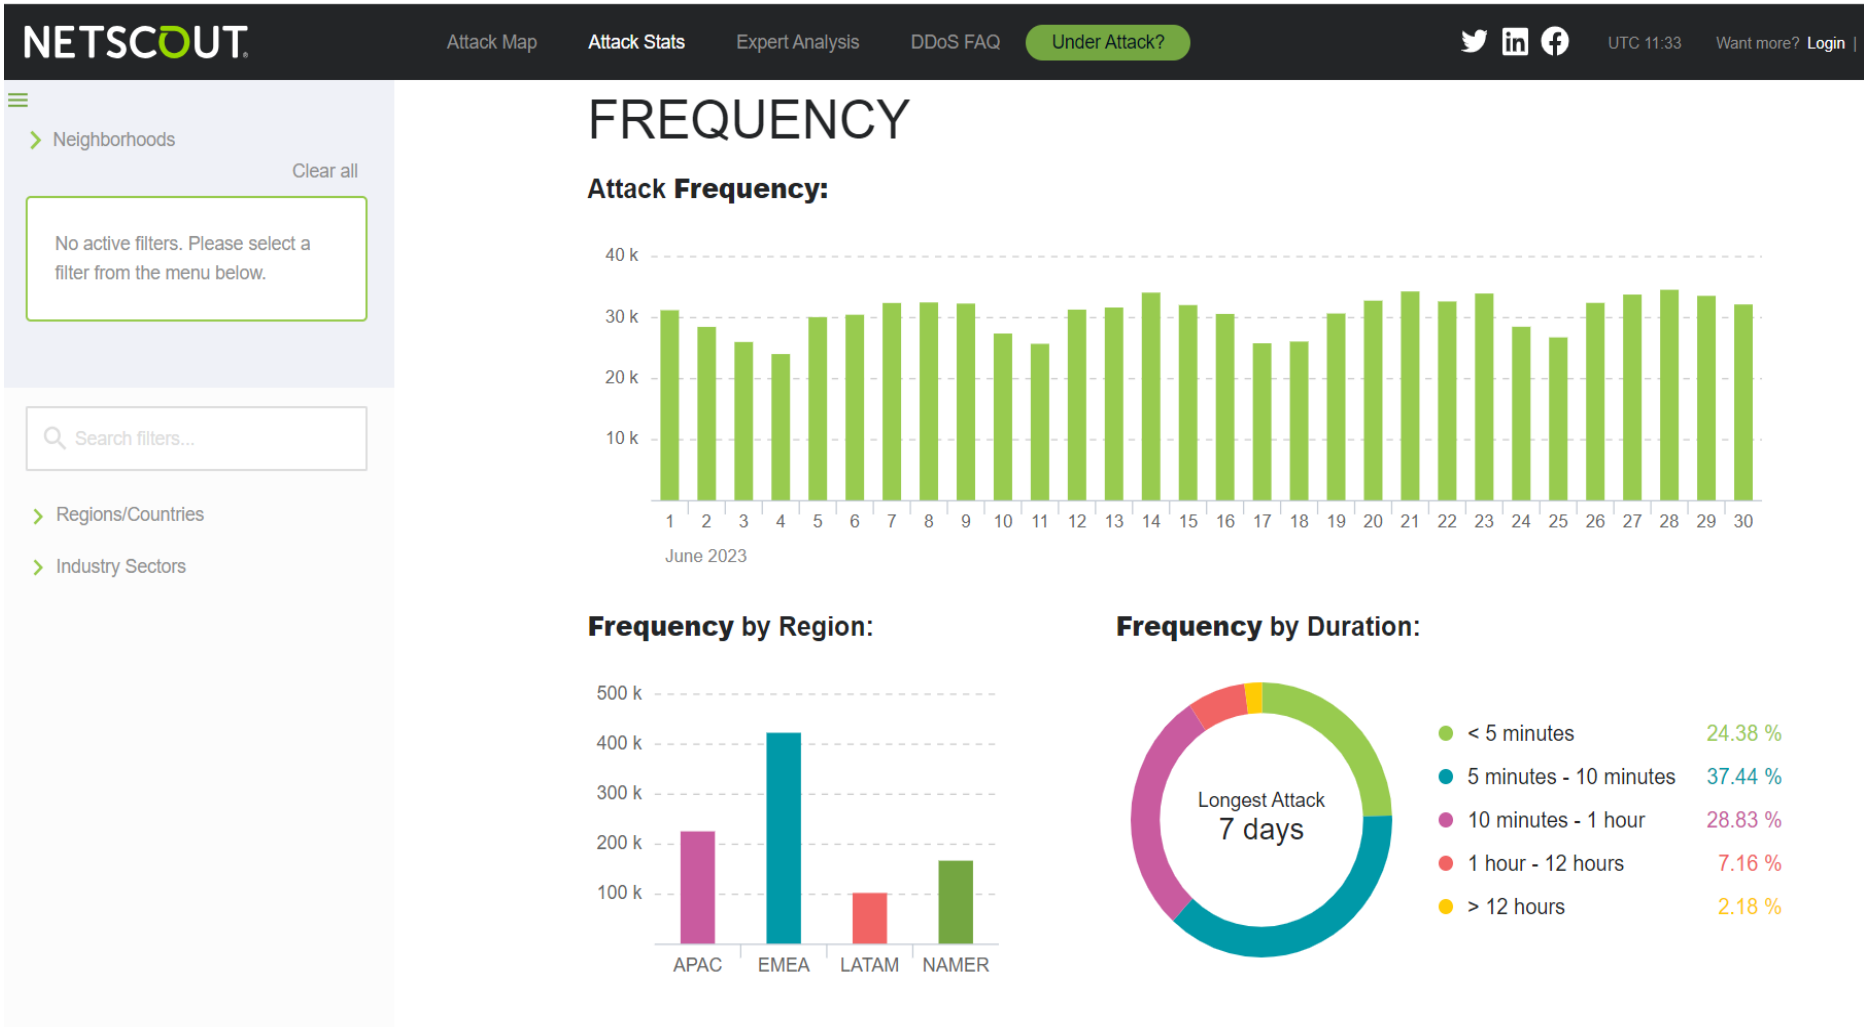 NETSCOUT.
Attack Map
Attack Stats
Expert Analysis
DDoS FAQ
Under Attack?
UTC 11:33
Want more? Login |
Neighborhoods
Clear all
No active filters. Please select a
filter from the menu below.
Search filters...
Regions/Countries
Industry Sectors
FREQUENCY
Attack Frequency:
40 k
30 k
20 k
10 k
1 2 3 4 5 6 7 8 9 10 11 12 13 14 15 16 17 18 19 20 21 22 23 24 25 26 27 28 29 30
June 2023
Frequency by Region:
500 k
400 k
300 k
200 k
100 k
APAC EMEA LATAM NAMER
Frequency by Duration:
Longest Attack
7 days
< 5 minutes 24.38 %
5 minutes - 10 minutes 37.44 %
10 minutes - 1 hour 28.83 %
1 hour - 12 hours 7.16 %
> 12 hours 2.18 %